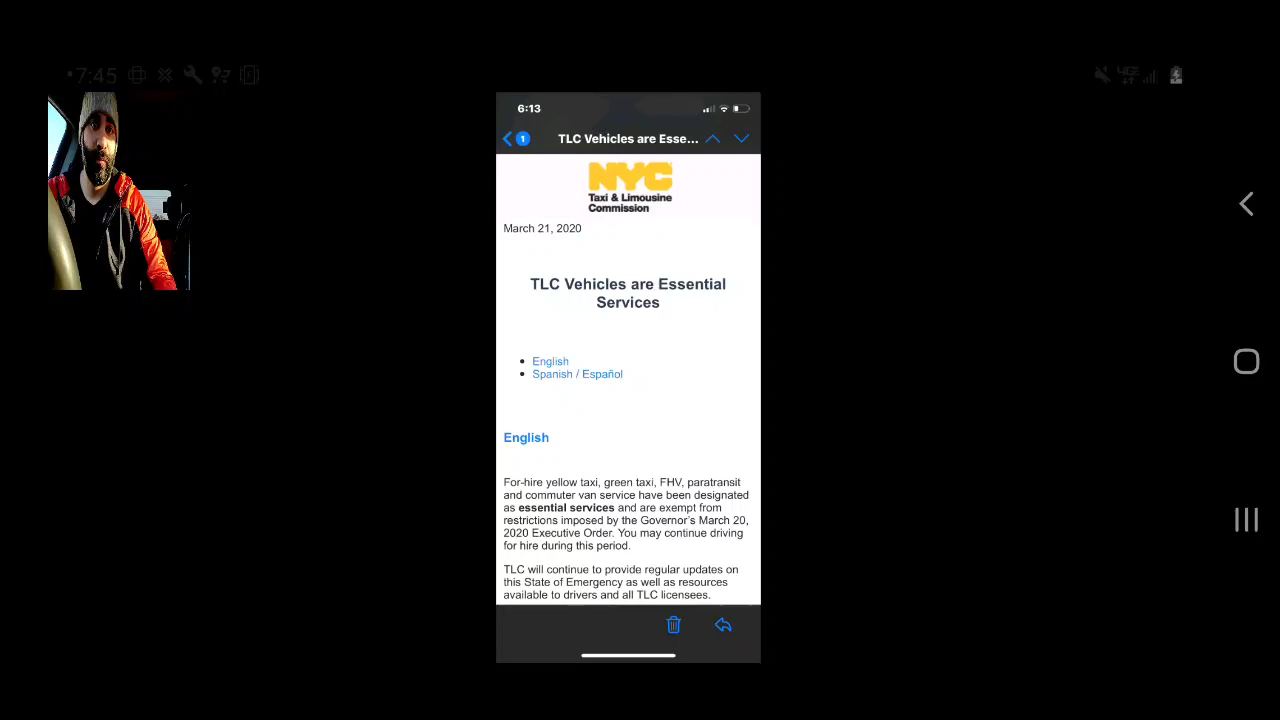 7:45
6:13
1
TLC Vehicles are Esse...
NYC
Taxi & Limousine
Commission
March 21, 2020
TLC Vehicles are Essential
Services
English
Spanish / Español
English
For-hire yellow taxi, green taxi, FHV, paratransit
and commuter van service have been designated
as essential services and are exempt from
restrictions imposed by the Governor's March 20,
2020 Executive Order. You may continue driving
for hire during this period.
TLC will continue to provide regular updates on
this State of Emergency as well as resources
available to drivers and all TLC licensees.